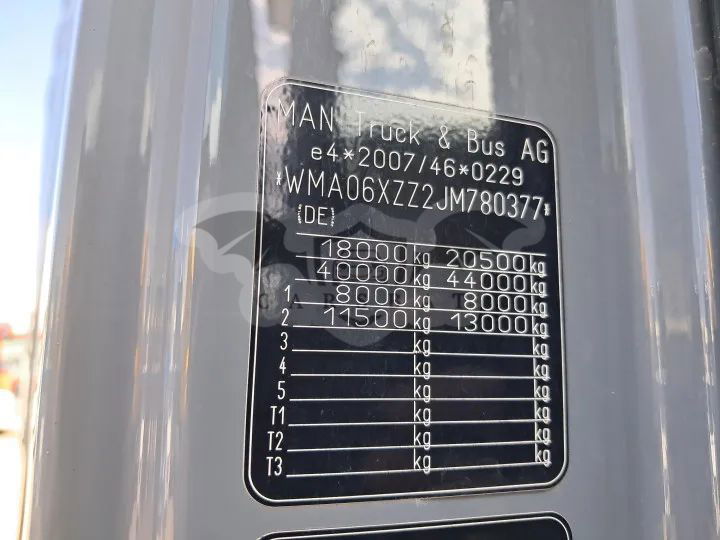 MAN Truck & Bus AG
e4*2007/46*0229
*WMA06XZZ2JM780377*
(DE)
18000 kg 20500 kg
40000 kg 44000 kg
1 8000 kg 8000 kg
2 11500 kg 13000 kg
3 kg kg
4 kg kg
5 kg kg
T1 kg kg
T2 kg kg
T3 kg kg